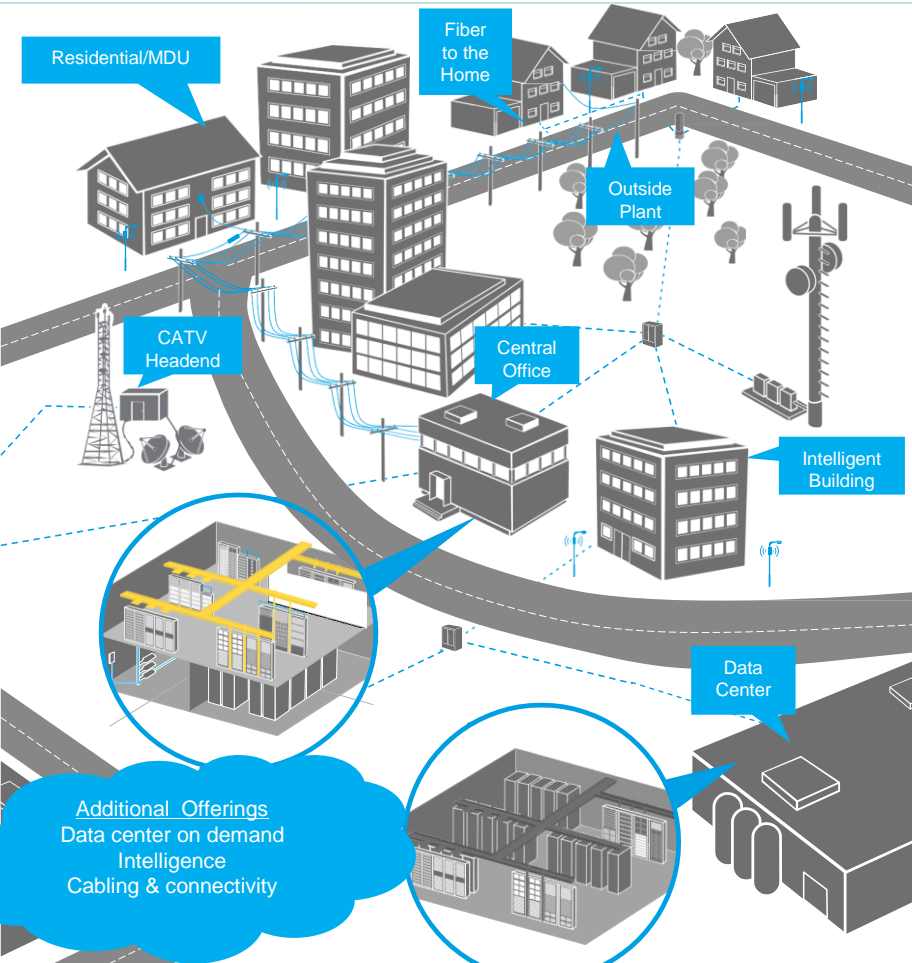 Residential/MDU
Fiber
to the
Home
Outside
Plant
CATV
Headend
Central
Office
Intelligent
Building
Data
Center
Additional Offerings
Data center on demand
Intelligence
Cabling & connectivity